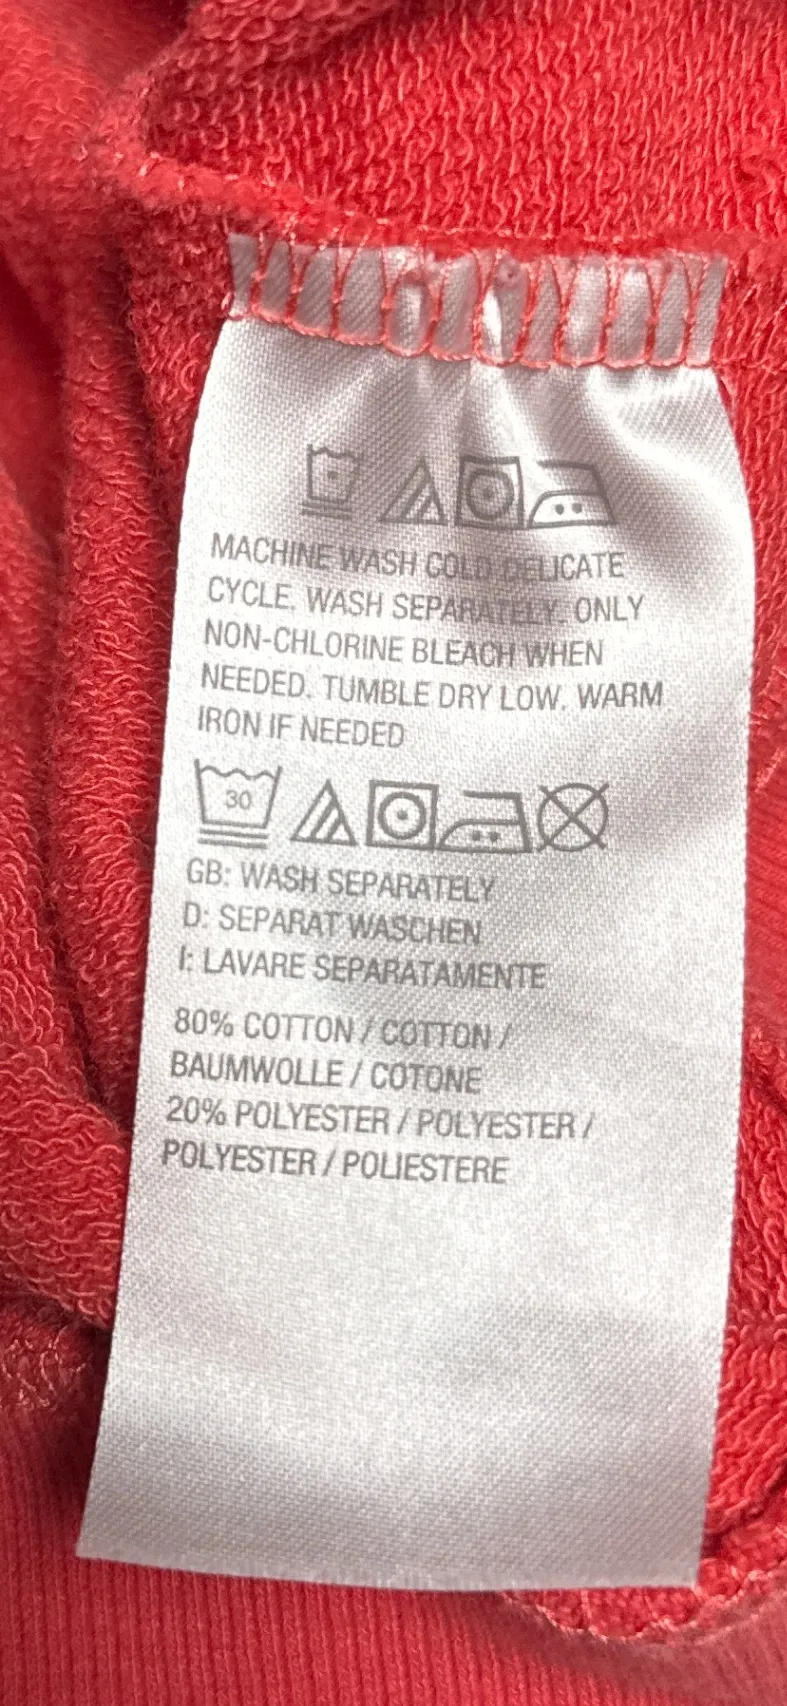 MACHINE WASH COLD DELICATE
CYCLE. WASH SEPARATELY. ONLY
NON-CHLORINE BLEACH WHEN
NEEDED. TUMBLE DRY LOW. WARM
IRON IF NEEDED
30
GB: WASH SEPARATELY
D: SEPARAT WASCHEN
I: LAVARE SEPARATAMENTE
80% COTTON / COTTON /
BAUMWOLLE / COTONE
20% POLYESTER / POLYESTER /
POLYESTER / POLIESTERE